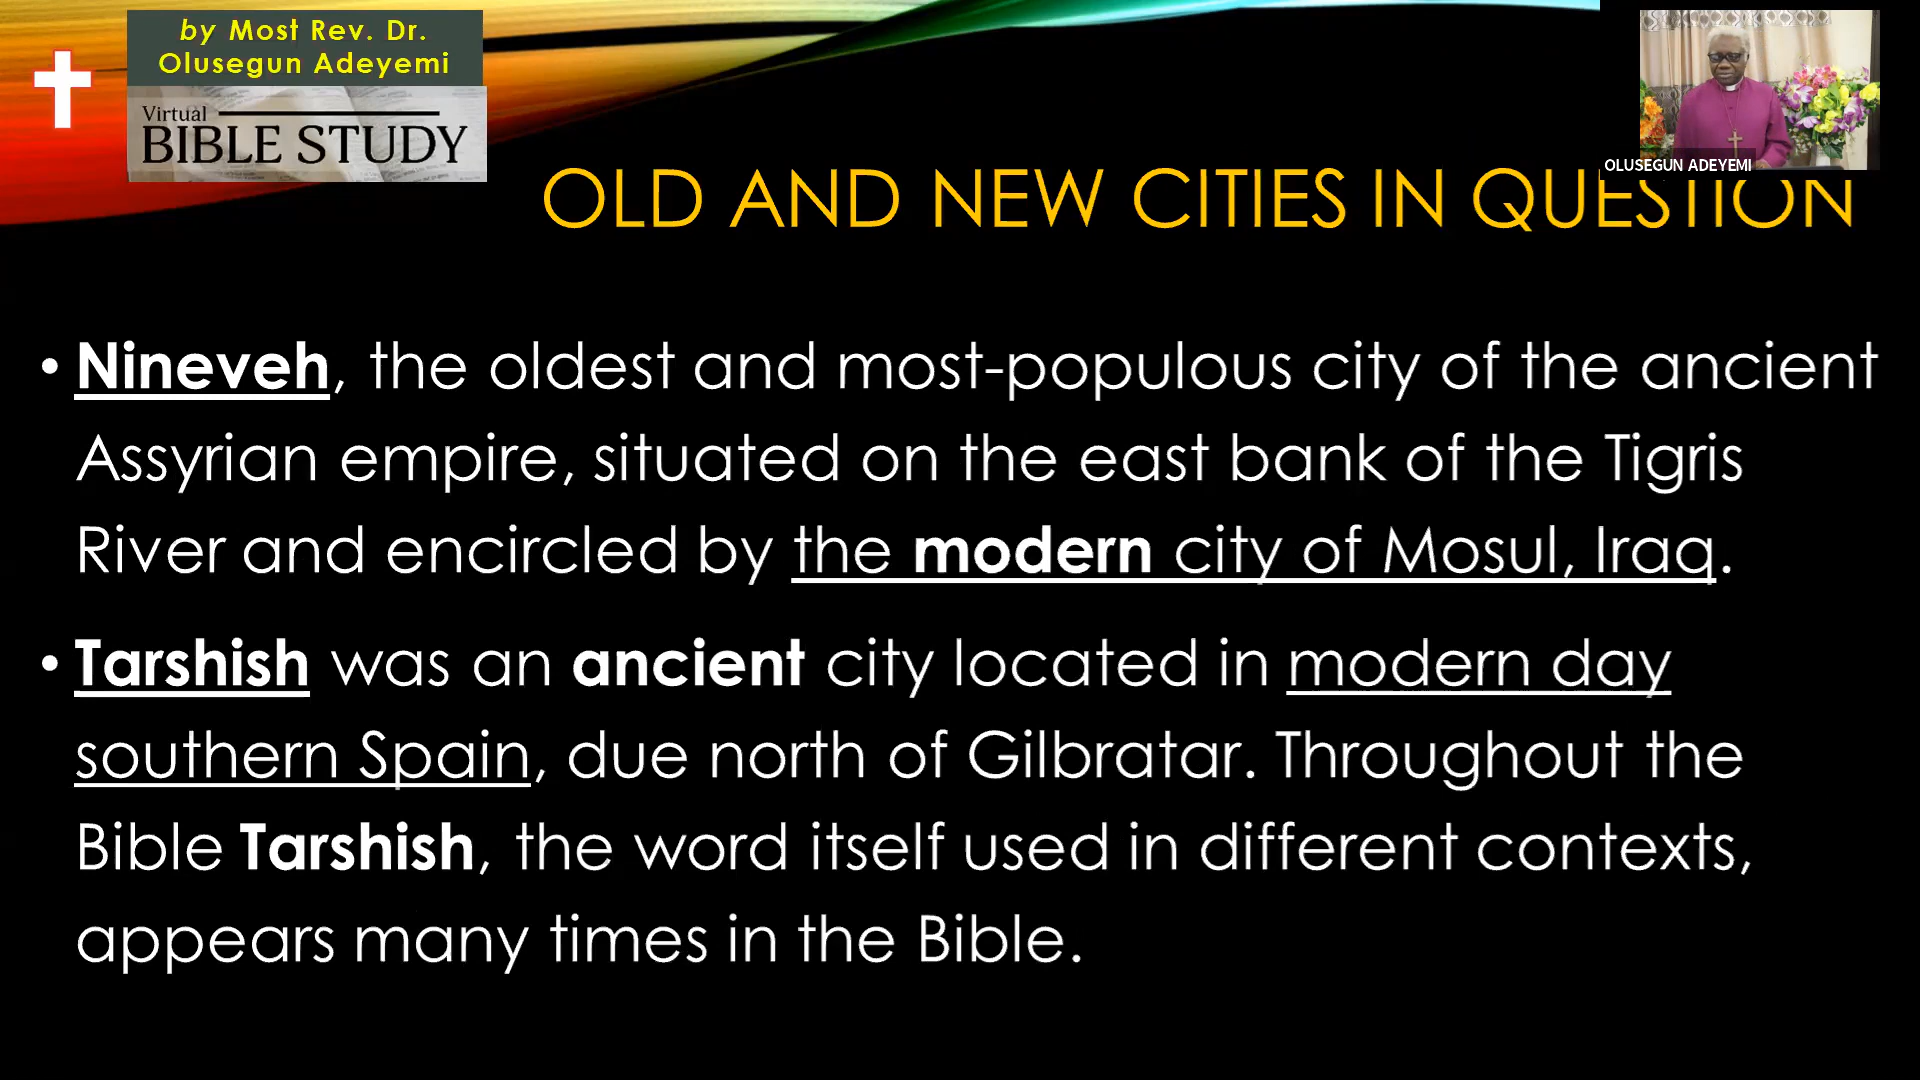 by Most Rev. Dr.
Olusegun Adeyemi
Virtual
BIBLE STUDY
OLUSEGUN ADEYEMI
OLD AND NEW CITIES IN QUESTION
• Nineveh, the oldest and most-populous city of the ancient
Assyrian empire, situated on the east bank of the Tigris
River and encircled by the modern city of Mosul, Iraq.
• Tarshish was an ancient city located in modern day
southern Spain, due north of Gilbratar. Throughout the
Bible Tarshish, the word itself used in different contexts,
appears many times in the Bible.